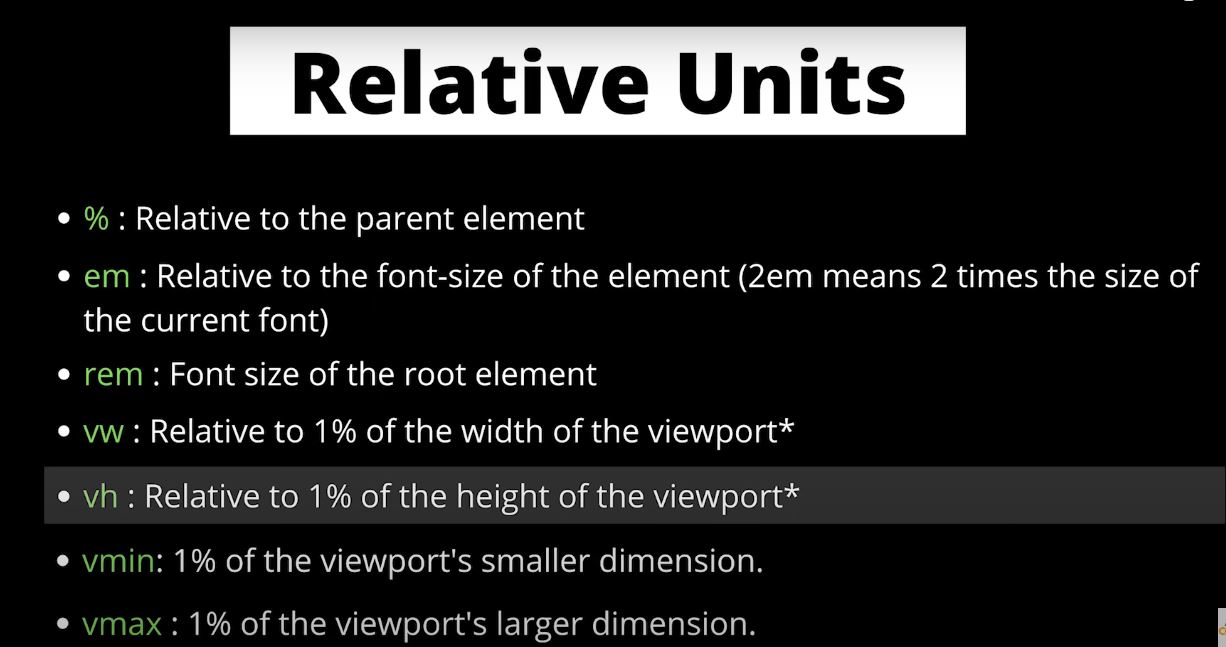 Relative Units
• % : Relative to the parent element
• em : Relative to the font-size of the element (2em means 2 times the size of
the current font)
• rem : Font size of the root element
• vw : Relative to 1% of the width of the viewport*
• vh : Relative to 1% of the height of the viewport*
• vmin: 1% of the viewport's smaller dimension.
• vmax : 1% of the viewport's larger dimension.